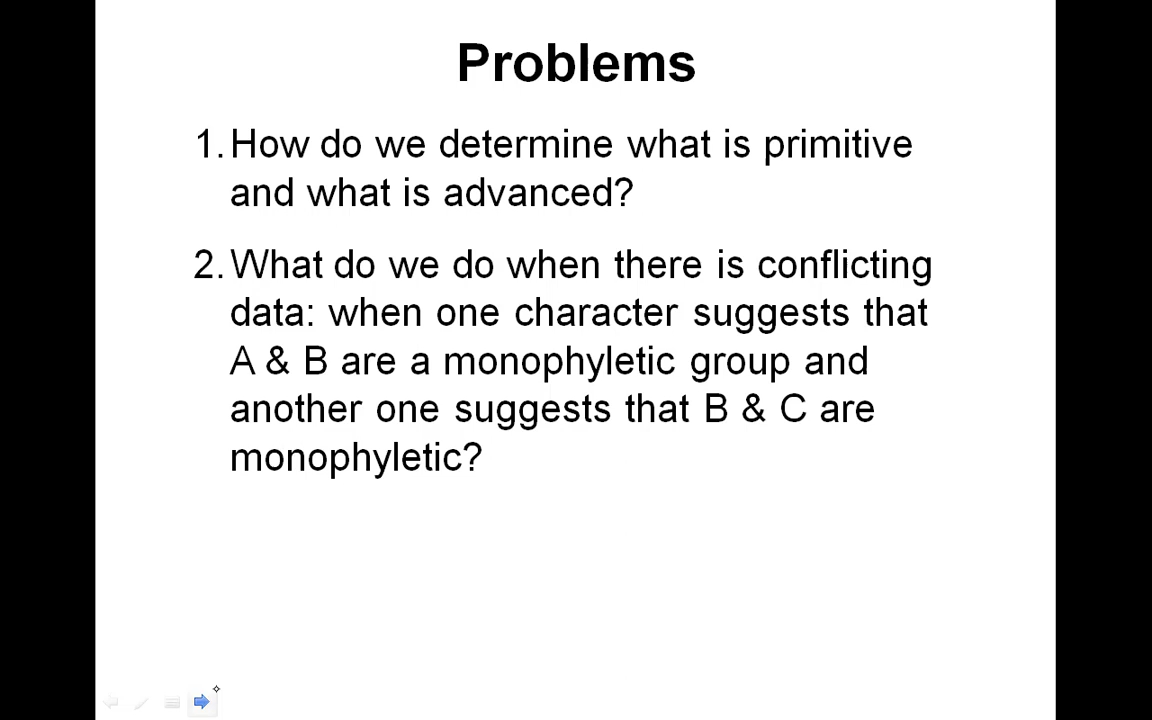 Problems
1. How do we determine what is primitive
and what is advanced?
2. What do we do when there is conflicting
data: when one character suggests that
A & B are a monophyletic group and
another one suggests that B & C are
monophyletic?